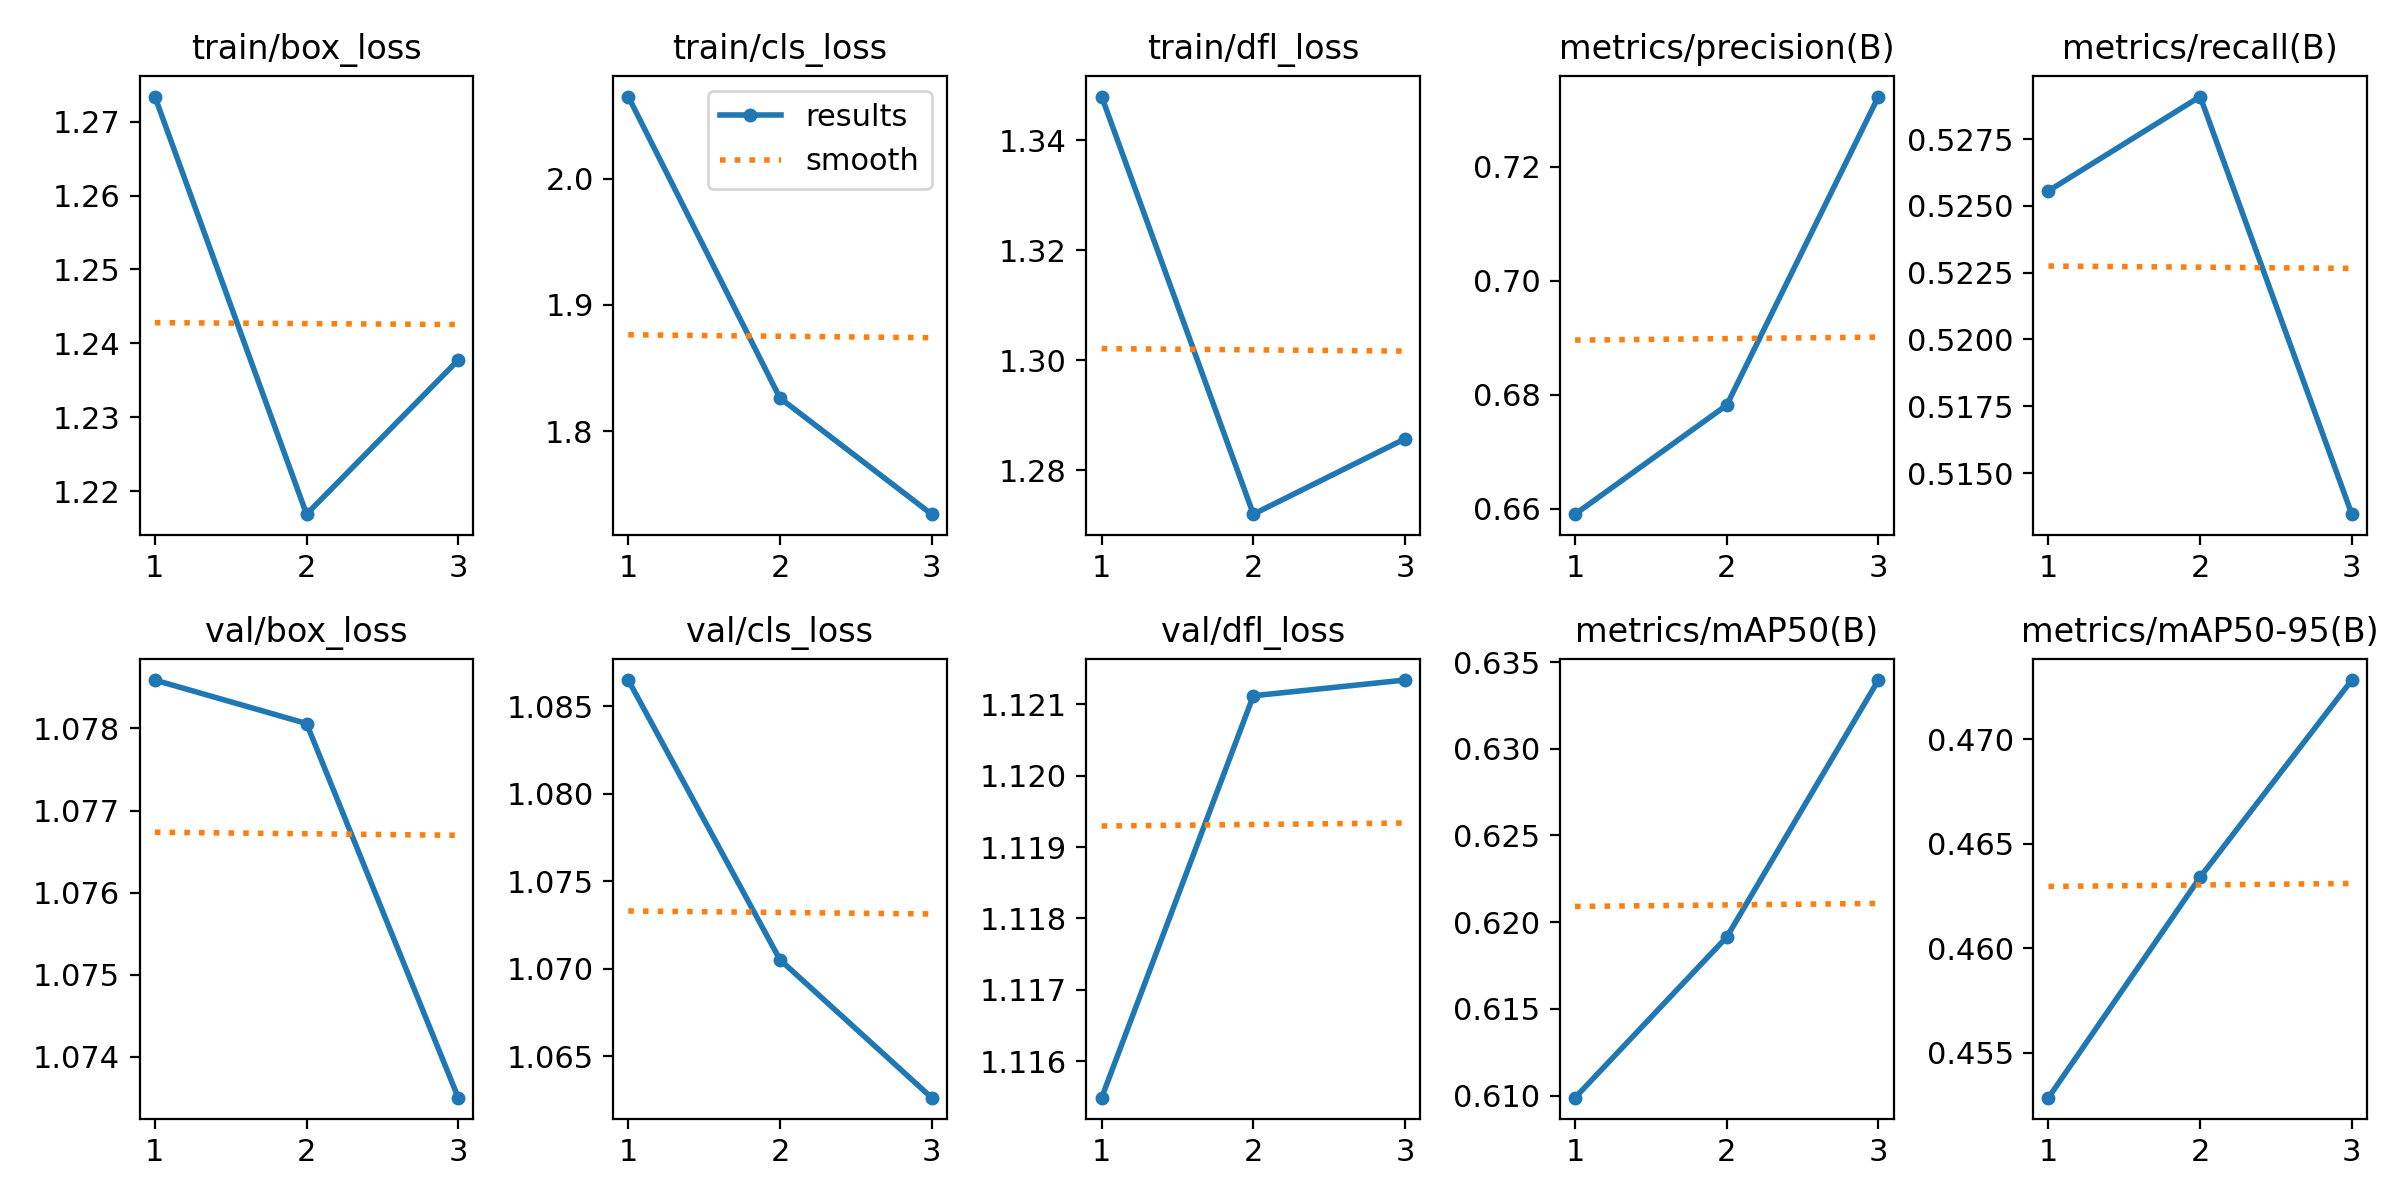 train/box_loss
train/cls_loss
train/dfl_loss
metrics/precision(B)
metrics/recall(B)
1.27
1.26
1.25
1.24
1.23
1.22
1 2 3
results
smooth
2.0
1.9
1.8
1 2 3
1.34
1.32
1.30
1.28
1 2 3
0.72
0.70
0.68
0.66
1 2 3
0.5275
0.5250
0.5225
0.5200
0.5175
0.5150
1 2 3
val/box_loss
val/cls_loss
val/dfl_loss
metrics/mAP50(B)
metrics/mAP50-95(B)
1.078
1.077
1.076
1.075
1.074
1 2 3
1.085
1.080
1.075
1.070
1.065
1 2 3
1.121
1.120
1.119
1.118
1.117
1.116
1 2 3
0.635
0.630
0.625
0.620
0.615
0.610
1 2 3
0.470
0.465
0.460
0.455
1 2 3